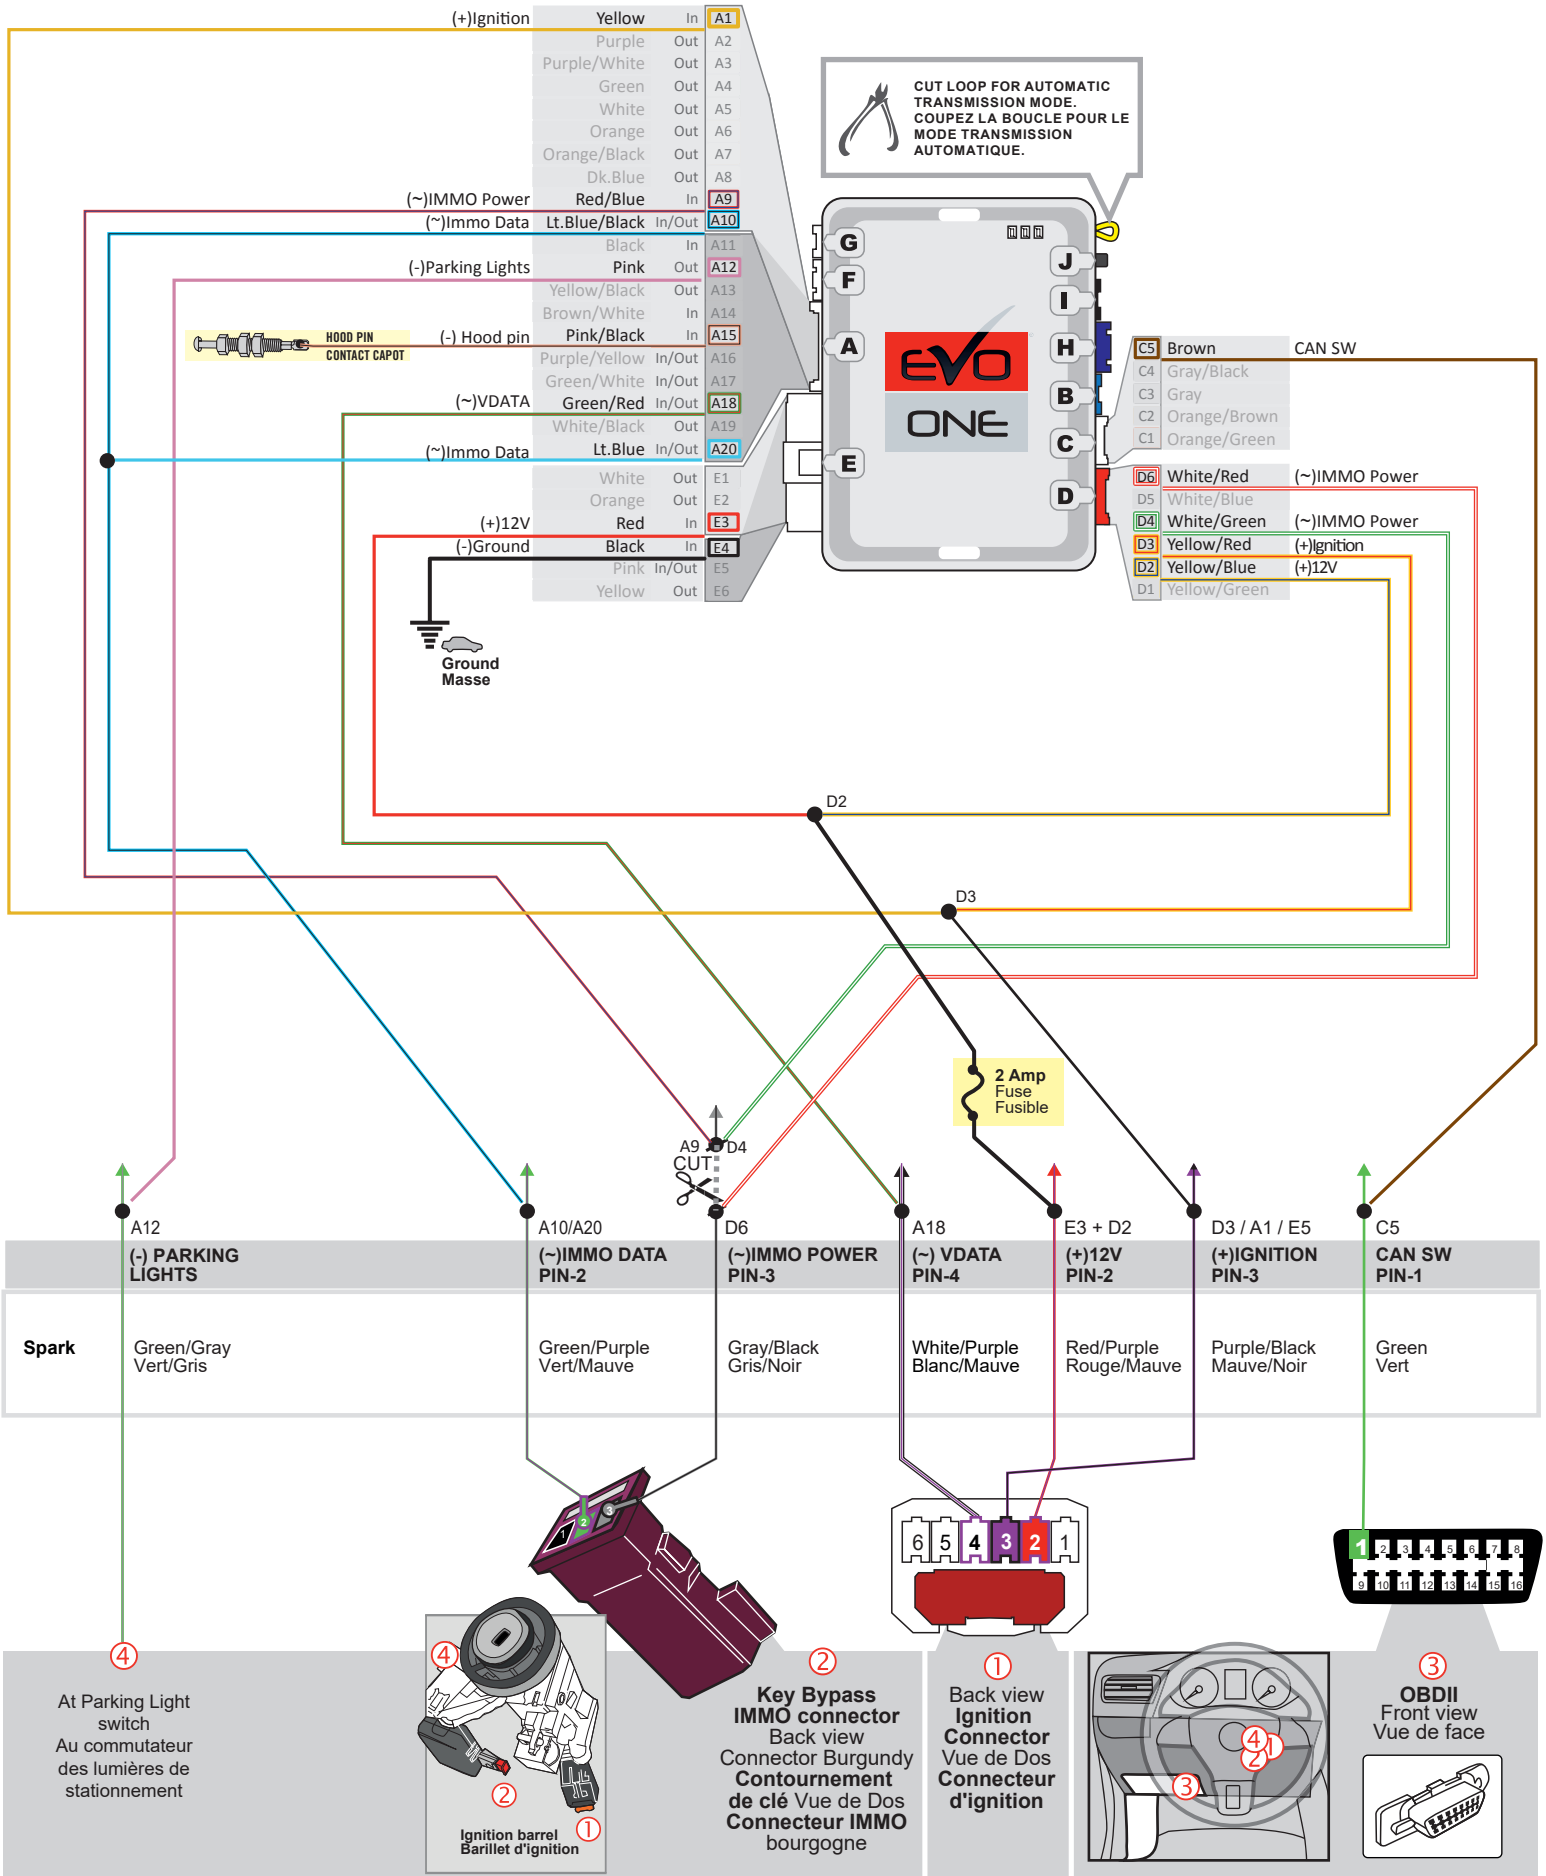 (+)Ignition Yellow In A1
Purple Out A2
Purple/White Out A3
Green Out A4
White Out A5
Orange Out A6
Orange/Black Out A7
Dk.Blue Out A8
(~)IMMO Power Red/Blue In A9
(~)Immo Data Lt.Blue/Black In/Out A10
Black In A11
(-)Parking Lights Pink Out A12
Yellow/Black Out A13
Brown/White In A14
(-) Hood pin Pink/Black In A15
Purple/Yellow In/Out A16
Green/White In/Out A17
(~)VDATA Green/Red In/Out A18
White/Black Out A19
(~)Immo Data Lt.Blue In/Out A20
White Out E1
Orange Out E2
(+)12V Red In E3
(-)Ground Black In E4
Pink In/Out E5
Yellow Out E6
HOOD PIN
CONTACT CAPOT
Ground
Masse
CUT LOOP FOR AUTOMATIC
TRANSMISSION MODE.
COUPEZ LA BOUCLE POUR LE
MODE TRANSMISSION
AUTOMATIQUE.
G
F
A
E
J
I
H
B
C
D
EVO
ONE
C5 Brown CAN SW
C4 Gray/Black
C3 Gray
C2 Orange/Brown
C1 Orange/Green
D6 White/Red (~)IMMO Power
D5 White/Blue
D4 White/Green (~)IMMO Power
D3 Yellow/Red (+)Ignition
D2 Yellow/Blue (+)12V
D1 Yellow/Green
D2
D3
2 Amp
Fuse
Fusible
A9 D4
CUT
A12 A10/A20 D6 A18 E3 + D2 D3 / A1 / E5 C5
(-) PARKING
LIGHTS
(~)IMMO DATA
PIN-2
(~)IMMO POWER
PIN-3
(~) VDATA
PIN-4
(+)12V
PIN-2
(+)IGNITION
PIN-3
CAN SW
PIN-1
Spark
Green/Gray
Vert/Gris
Green/Purple
Vert/Mauve
Gray/Black
Gris/Noir
White/Purple
Blanc/Mauve
Red/Purple
Rouge/Mauve
Purple/Black
Mauve/Noir
Green
Vert
1 2 3
6 5 4 3 2 1
1 2 3 4 5 6 7 8
9 10 11 12 13 14 15 16
4
At Parking Light
switch
Au commutateur
des lumières de
stationnement
4
2
1
Ignition barrel
Barillet d'ignition
2
Key Bypass
IMMO connector
Back view
Connector Burgundy
Contournement
de clé Vue de Dos
Connecteur IMMO
bourgogne
1
Back view
Ignition
Connector
Vue de Dos
Connecteur
d'ignition
4
1
2
3
3
OBDII
Front view
Vue de face